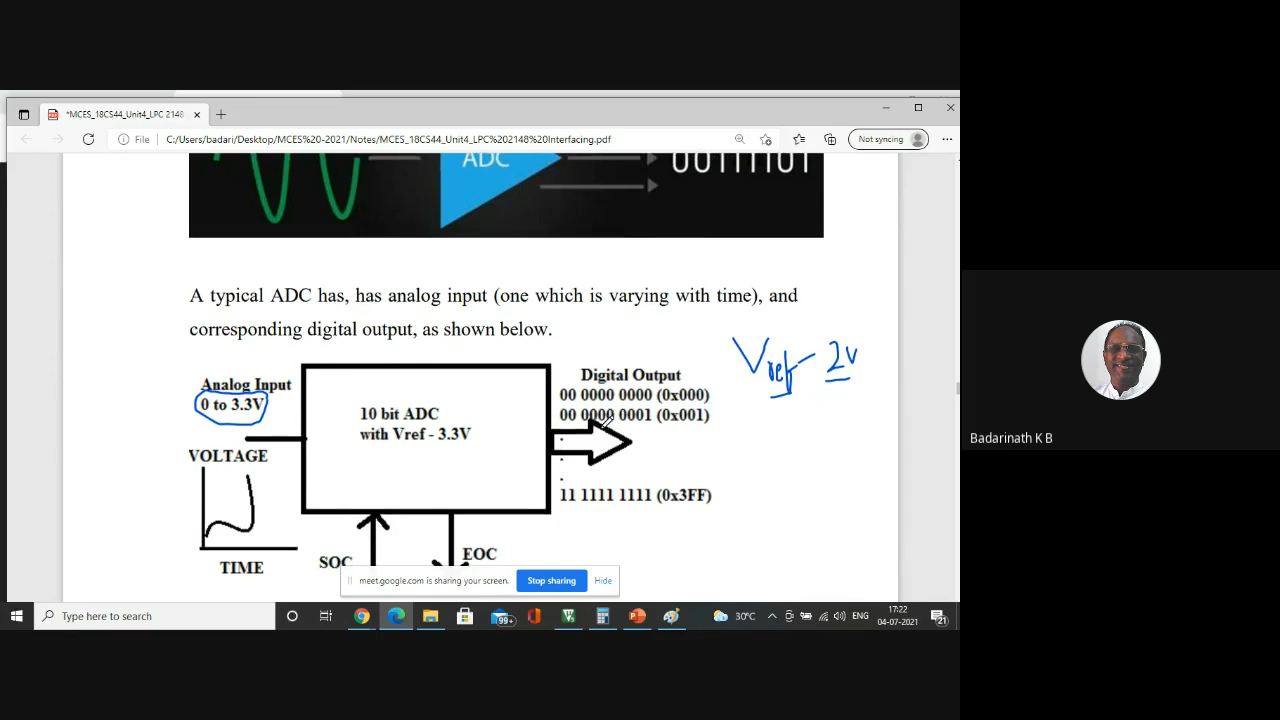 *MCES_18CS44_Unit4_LPC 2148
File C:/Users/badari/Desktop/MCES%20-2021/Notes/MCES_18CS44_Unit4_LPC%202148%20Interfacing.pdf Not syncing
ADC
00111101
A typical ADC has, has analog input (one which is varying with time), and
corresponding digital output, as shown below.
Vref - 2v
Analog Input
0 to 3.3V
VOLTAGE
TIME
10 bit ADC
with Vref - 3.3V
SOC
EOC
Digital Output
00 0000 0000 (0x000)
00 0000 0001 (0x001)
.
.
.
11 1111 1111 (0x3FF)
Badarinath K B
meet.google.com is sharing your screen. Stop sharing Hide
Type here to search
99+
30°C
ENG
17:22
04-07-2021
21